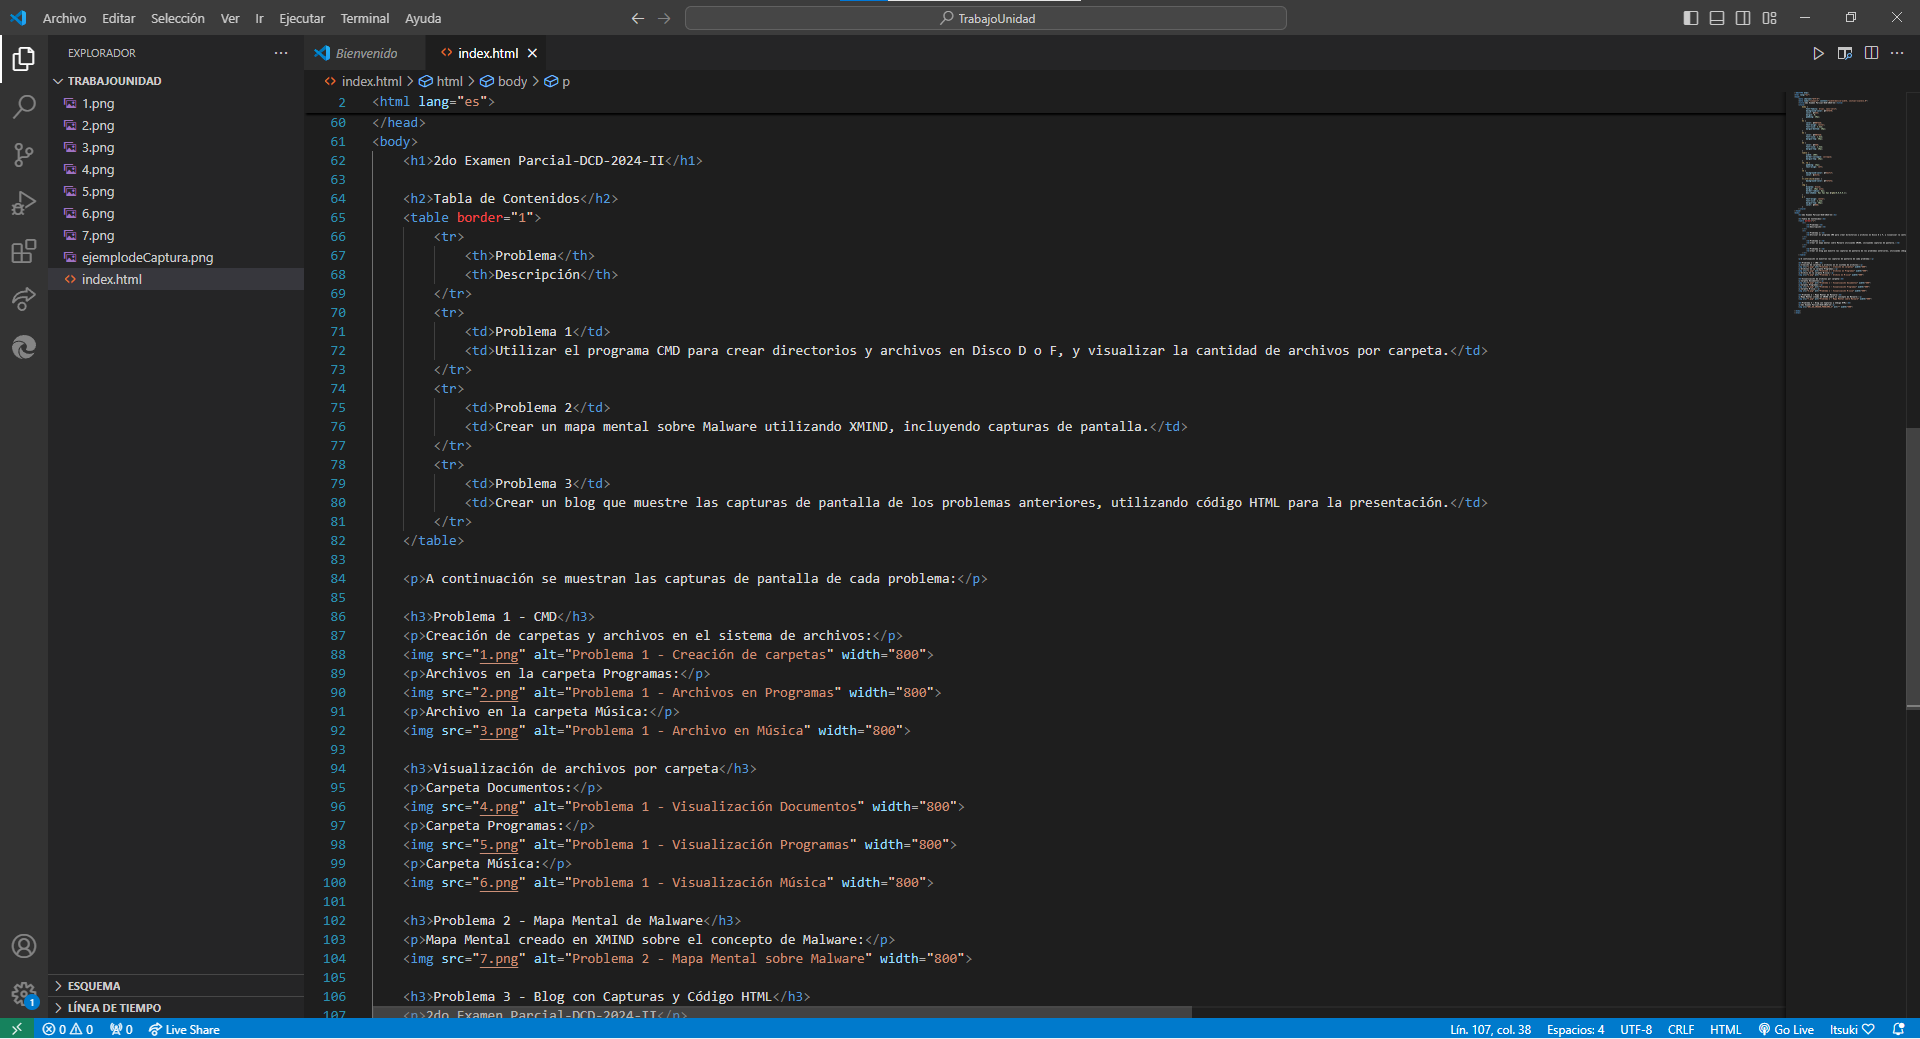 Archivo Editar Selección Ver Ir Ejecutar Terminal Ayuda
TrabajoUnidad
EXPLORADOR
Bienvenido
index.html
TRABAJOUNIDAD
1.png
2.png
3.png
4.png
5.png
6.png
7.png
ejemplodeCaptura.png
index.html
index.html > html > body > p
2 <html lang="es">
60 </head>
61 <body>
62 <h1>2do Examen Parcial-DCD-2024-II</h1>
63
64 <h2>Tabla de Contenidos</h2>
65 <table border="1">
66 <tr>
67 <th>Problema</th>
68 <th>Descripción</th>
69 </tr>
70 <tr>
71 <td>Problema 1</td>
72 <td>Utilizar el programa CMD para crear directorios y archivos en Disco D o F, y visualizar la cantidad de archivos por carpeta.</td>
73 </tr>
74 <tr>
75 <td>Problema 2</td>
76 <td>Crear un mapa mental sobre Malware utilizando XMIND, incluyendo capturas de pantalla.</td>
77 </tr>
78 <tr>
79 <td>Problema 3</td>
80 <td>Crear un blog que muestre las capturas de pantalla de los problemas anteriores, utilizando código HTML para la presentación.</td>
81 </tr>
82 </table>
83
84 <p>A continuación se muestran las capturas de pantalla de cada problema:</p>
85
86 <h3>Problema 1 - CMD</h3>
87 <p>Creación de carpetas y archivos en el sistema de archivos:</p>
88 <img src="1.png" alt="Problema 1 - Creación de carpetas" width="800">
89 <p>Archivos en la carpeta Programas:</p>
90 <img src="2.png" alt="Problema 1 - Archivos en Programas" width="800">
91 <p>Archivo en la carpeta Música:</p>
92 <img src="3.png" alt="Problema 1 - Archivo en Música" width="800">
93
94 <h3>Visualización de archivos por carpeta</h3>
95 <p>Carpeta Documentos:</p>
96 <img src="4.png" alt="Problema 1 - Visualización Documentos" width="800">
97 <p>Carpeta Programas:</p>
98 <img src="5.png" alt="Problema 1 - Visualización Programas" width="800">
99 <p>Carpeta Música:</p>
100 <img src="6.png" alt="Problema 1 - Visualización Música" width="800">
101
102 <h3>Problema 2 - Mapa Mental de Malware</h3>
103 <p>Mapa Mental creado en XMIND sobre el concepto de Malware:</p>
104 <img src="7.png" alt="Problema 2 - Mapa Mental sobre Malware" width="800">
105
106 <h3>Problema 3 - Blog con Capturas y Código HTML</h3>
107 <p>2do Examen Parcial-DCD-2024-II</p>
ESQUEMA
LÍNEA DE TIEMPO
1
0 0 0 Live Share
Lín. 107, col. 38 Espacios: 4 UTF-8 CRLF HTML Go Live Itsuki ♡